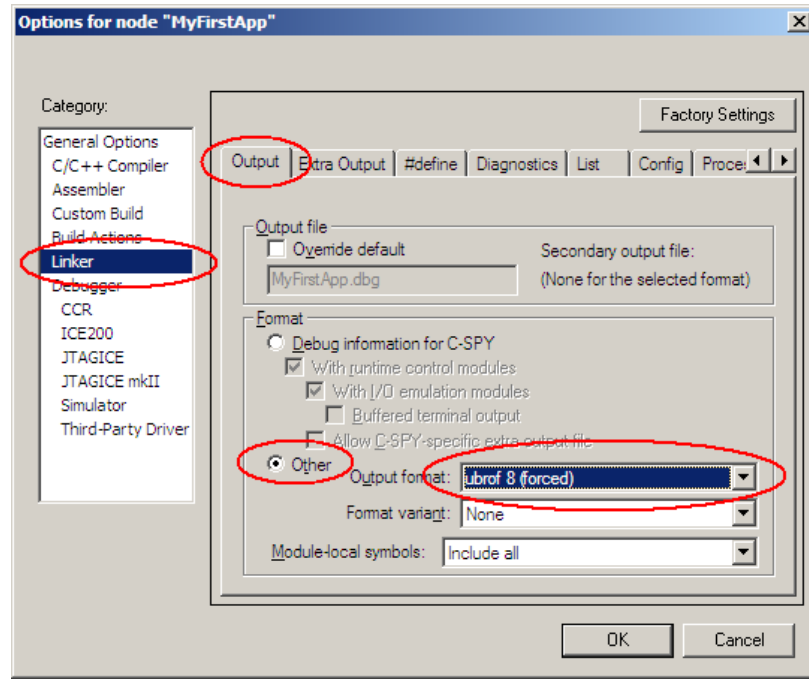 Options for node "MyFirstApp"
Category:
Factory Settings
General Options
C/C++ Compiler
Assembler
Custom Build
Build Actions
Linker
Debugger
CCR
ICE200
JTAGICE
JTAGICE mkII
Simulator
Third-Party Driver
Output
Extra Output
#define
Diagnostics
List
Config
Output file
Override default
Secondary output file:
MyFirstApp.dbg
(None for the selected format)
Format
Debug information for C-SPY
With runtime control modules
With I/O emulation modules
Buffered terminal output
Allow C-SPY-specific extra output file
Other
Output format:
ubrof 8 (forced)
Format variant:
None
Module-local symbols:
Include all
OK
Cancel